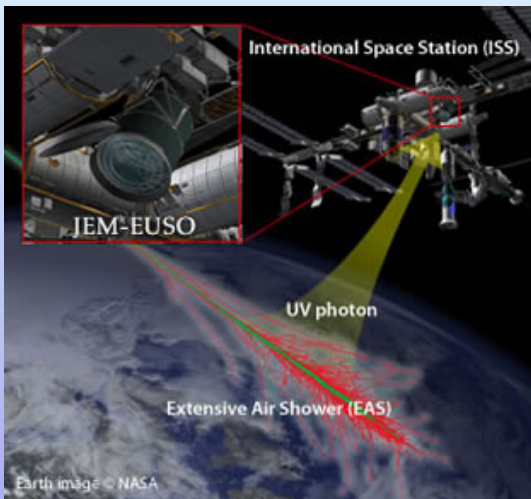 International Space Station (ISS)
JEM-EUSO
UV photon
Extensive Air Shower (EAS)
Earth image © NASA